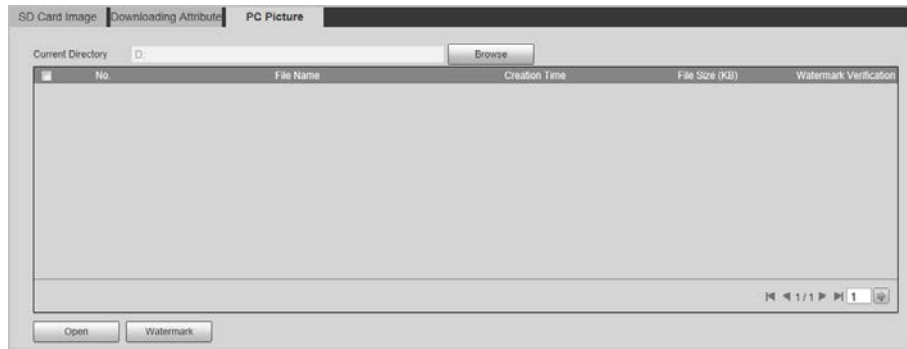 SD Card Image Downloading Attribute PC Picture
Current Directory D: Browse
No. File Name Creation Time File Size (KB) Watermark Verification
1/1 1
Open Watermark